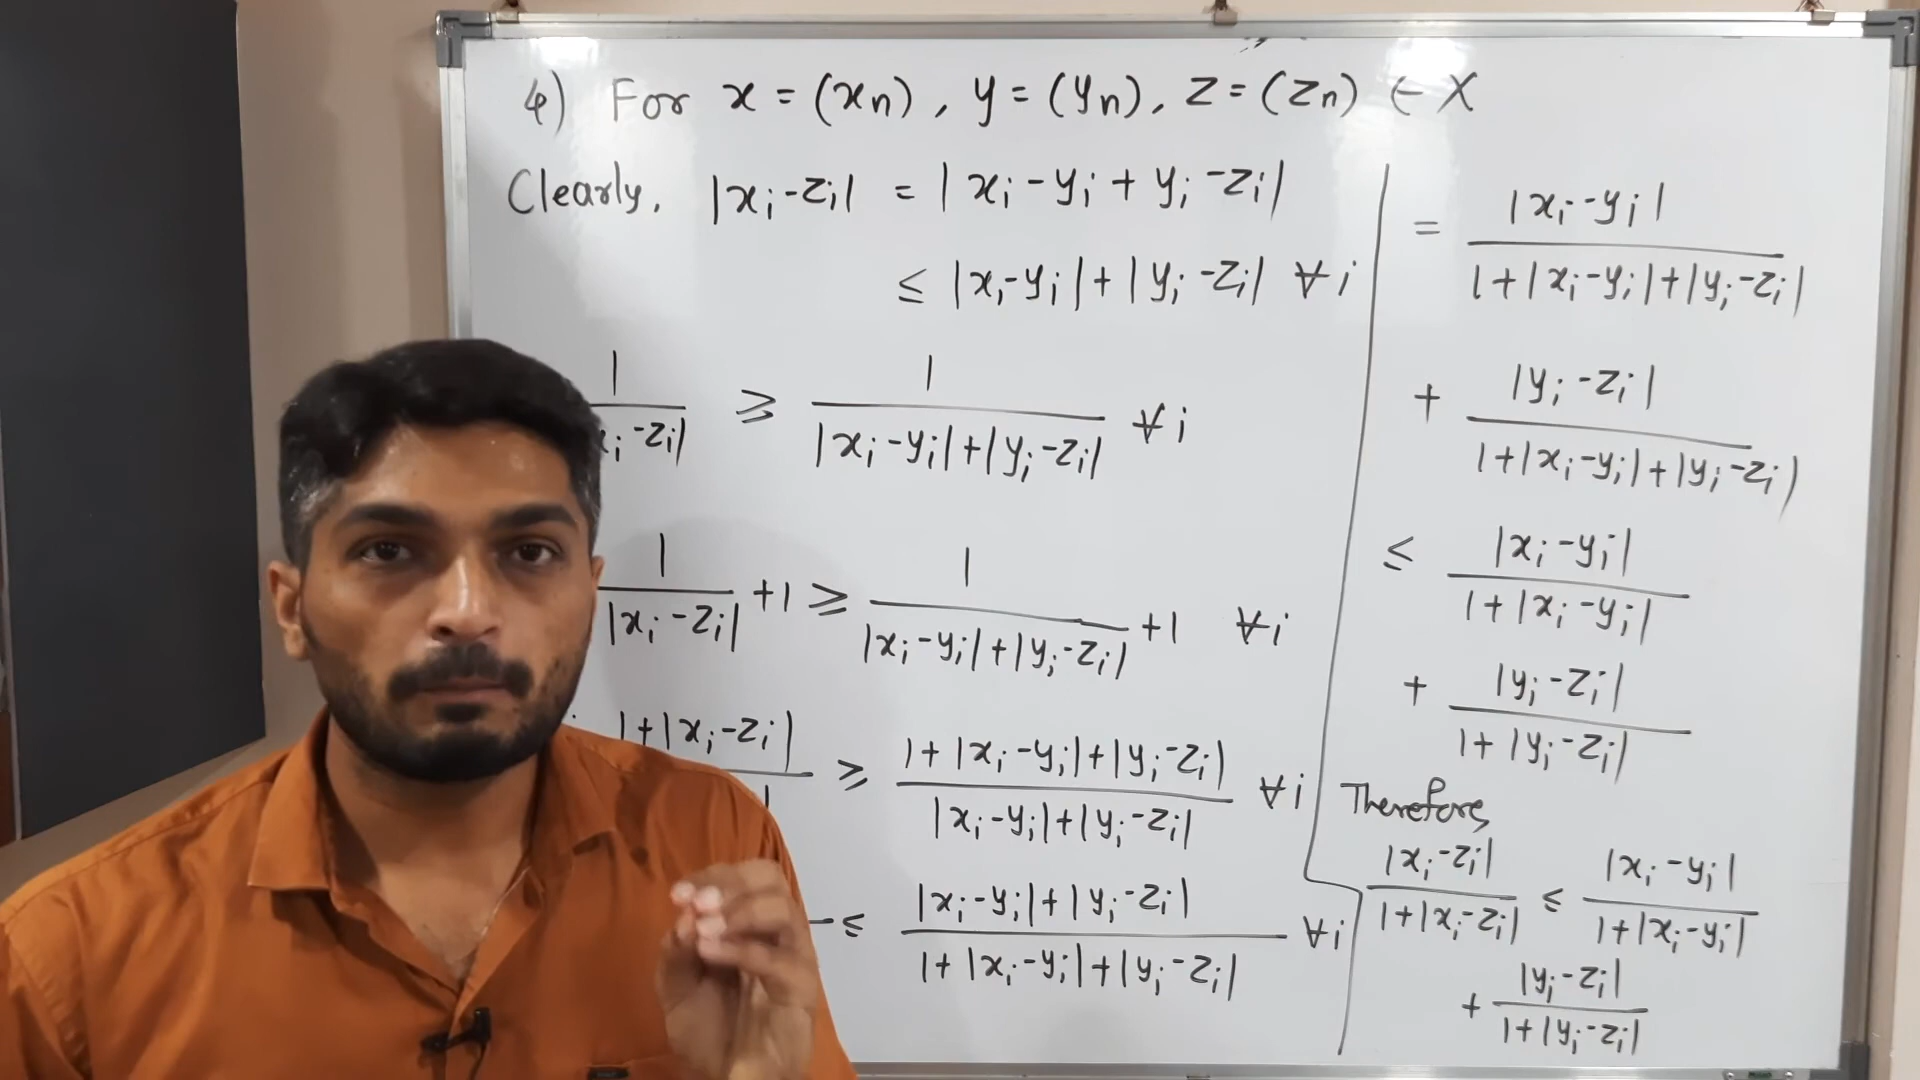 4) For x = (xn), y = (yn), z = (zn) ∈ X
Clearly, |xi - zi| = |xi - yi + yi - zi|
≤ |xi - yi| + |yi - zi| ∀i
1 / xi - zi| ≥ 1 / |xi - yi| + |yi - zi| ∀i
1 / |xi - zi| + 1 ≥ 1 / |xi - yi| + |yi - zi| + 1 ∀i
1 + |xi - zi| / | ≥ 1 + |xi - yi| + |yi - zi| / |xi - yi| + |yi - zi| ∀i
≤ |xi - yi| + |yi - zi| / 1 + |xi - yi| + |yi - zi| ∀i
= |xi - yi| / 1 + |xi - yi| + |yi - zi|
+ |yi - zi| / 1 + |xi - yi| + |yi - zi|
≤ |xi - yi| / 1 + |xi - yi|
+ |yi - zi| / 1 + |yi - zi|
Therefore
|xi - zi| / 1 + |xi - zi| ≤ |xi - yi| / 1 + |xi - yi|
+ |yi - zi| / 1 + |yi - zi|